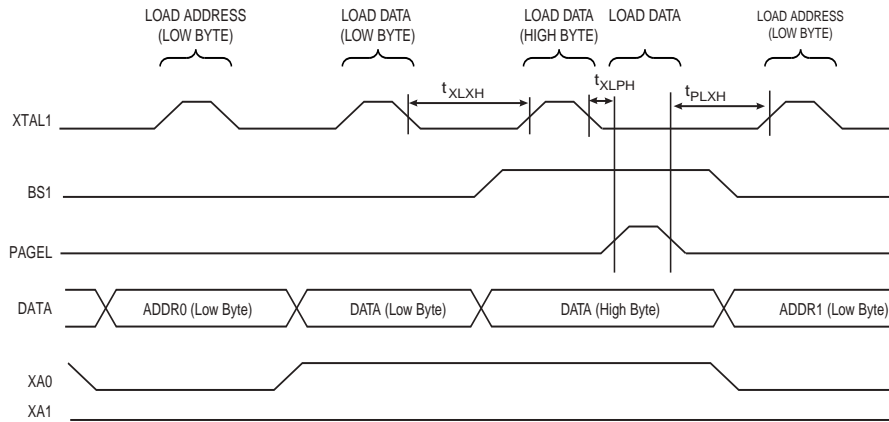 LOAD ADDRESS
(LOW BYTE)
LOAD DATA
(LOW BYTE)
LOAD DATA
(HIGH BYTE)
LOAD DATA
LOAD ADDRESS
(LOW BYTE)
tXLXH
tXLPH
tPLXH
XTAL1
BS1
PAGEL
DATA
ADDR0 (Low Byte)
DATA (Low Byte)
DATA (High Byte)
ADDR1 (Low Byte)
XA0
XA1